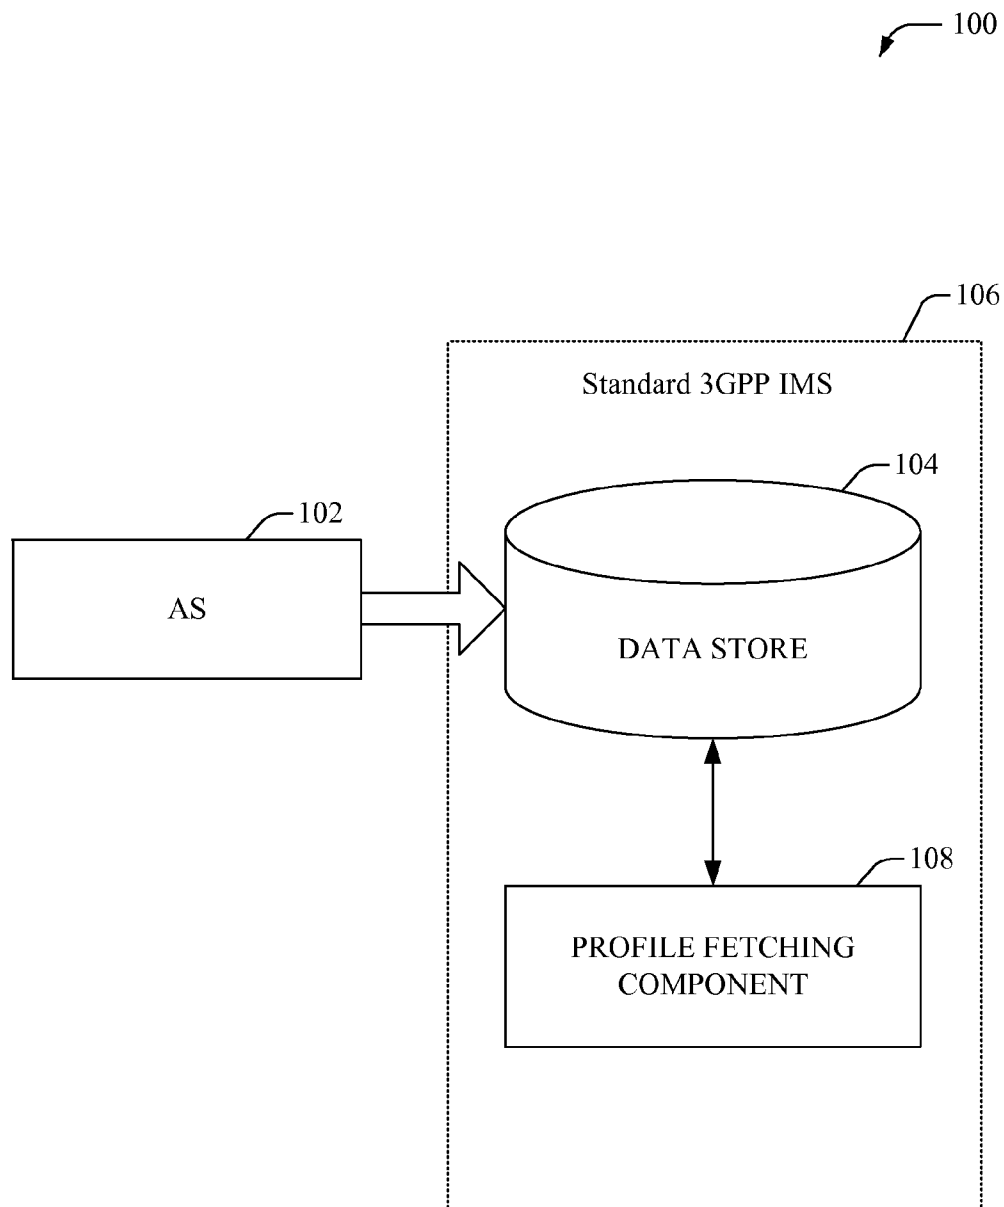 100
106
Standard 3GPP IMS
104
102
AS
DATA STORE
108
PROFILE FETCHING
COMPONENT